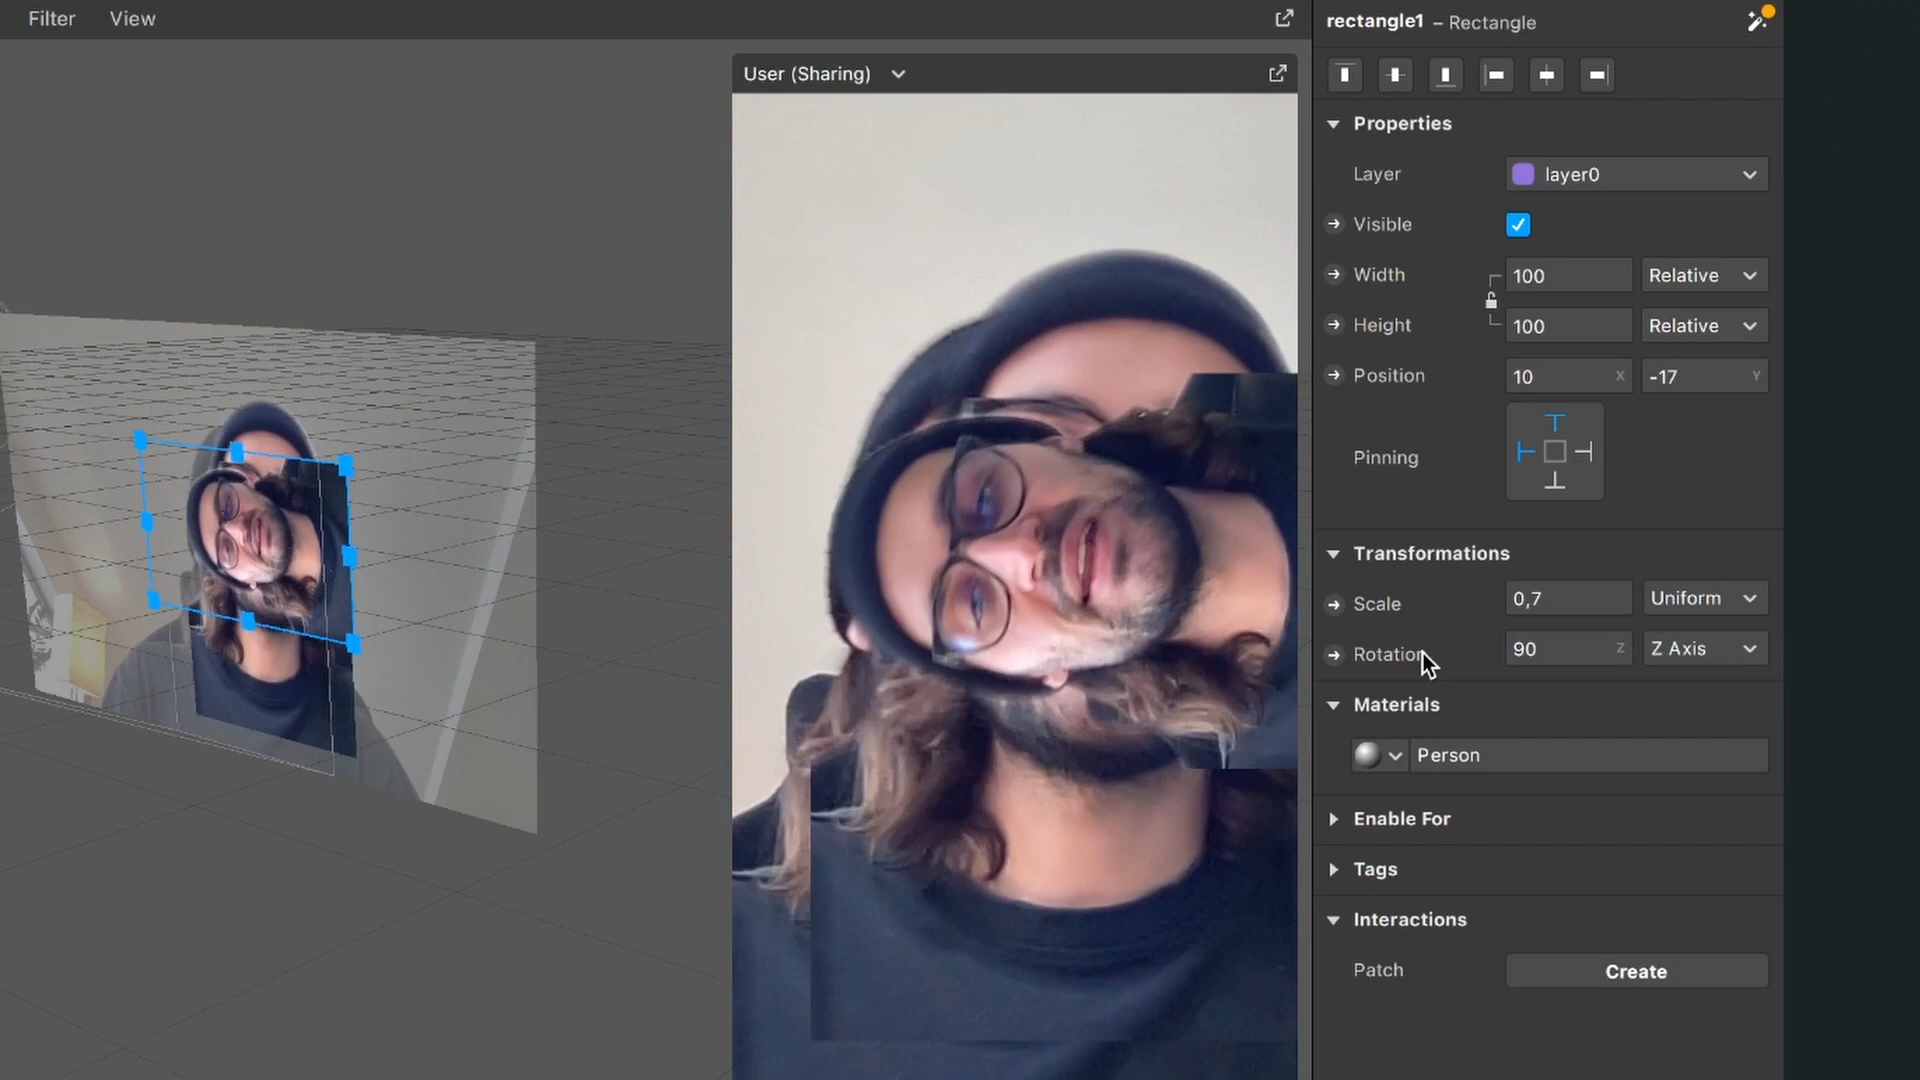 Filter View
User (Sharing)
rectangle1 – Rectangle
Properties
Layer layer0
Visible
Width 100 Relative
Height 100 Relative
Position 10 X -17 Y
Pinning
Transformations
Scale 0,7 Uniform
Rotation 90 Z Z Axis
Materials
Person
Enable For
Tags
Interactions
Patch Create